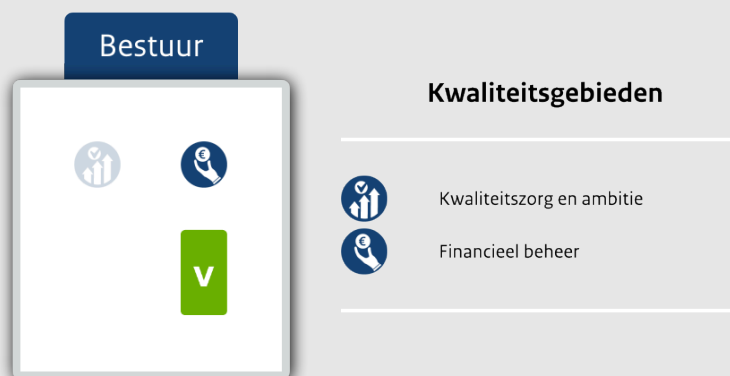 Bestuur
Kwaliteitsgebieden
€
Kwaliteitszorg en ambitie
€
Financieel beheer
V